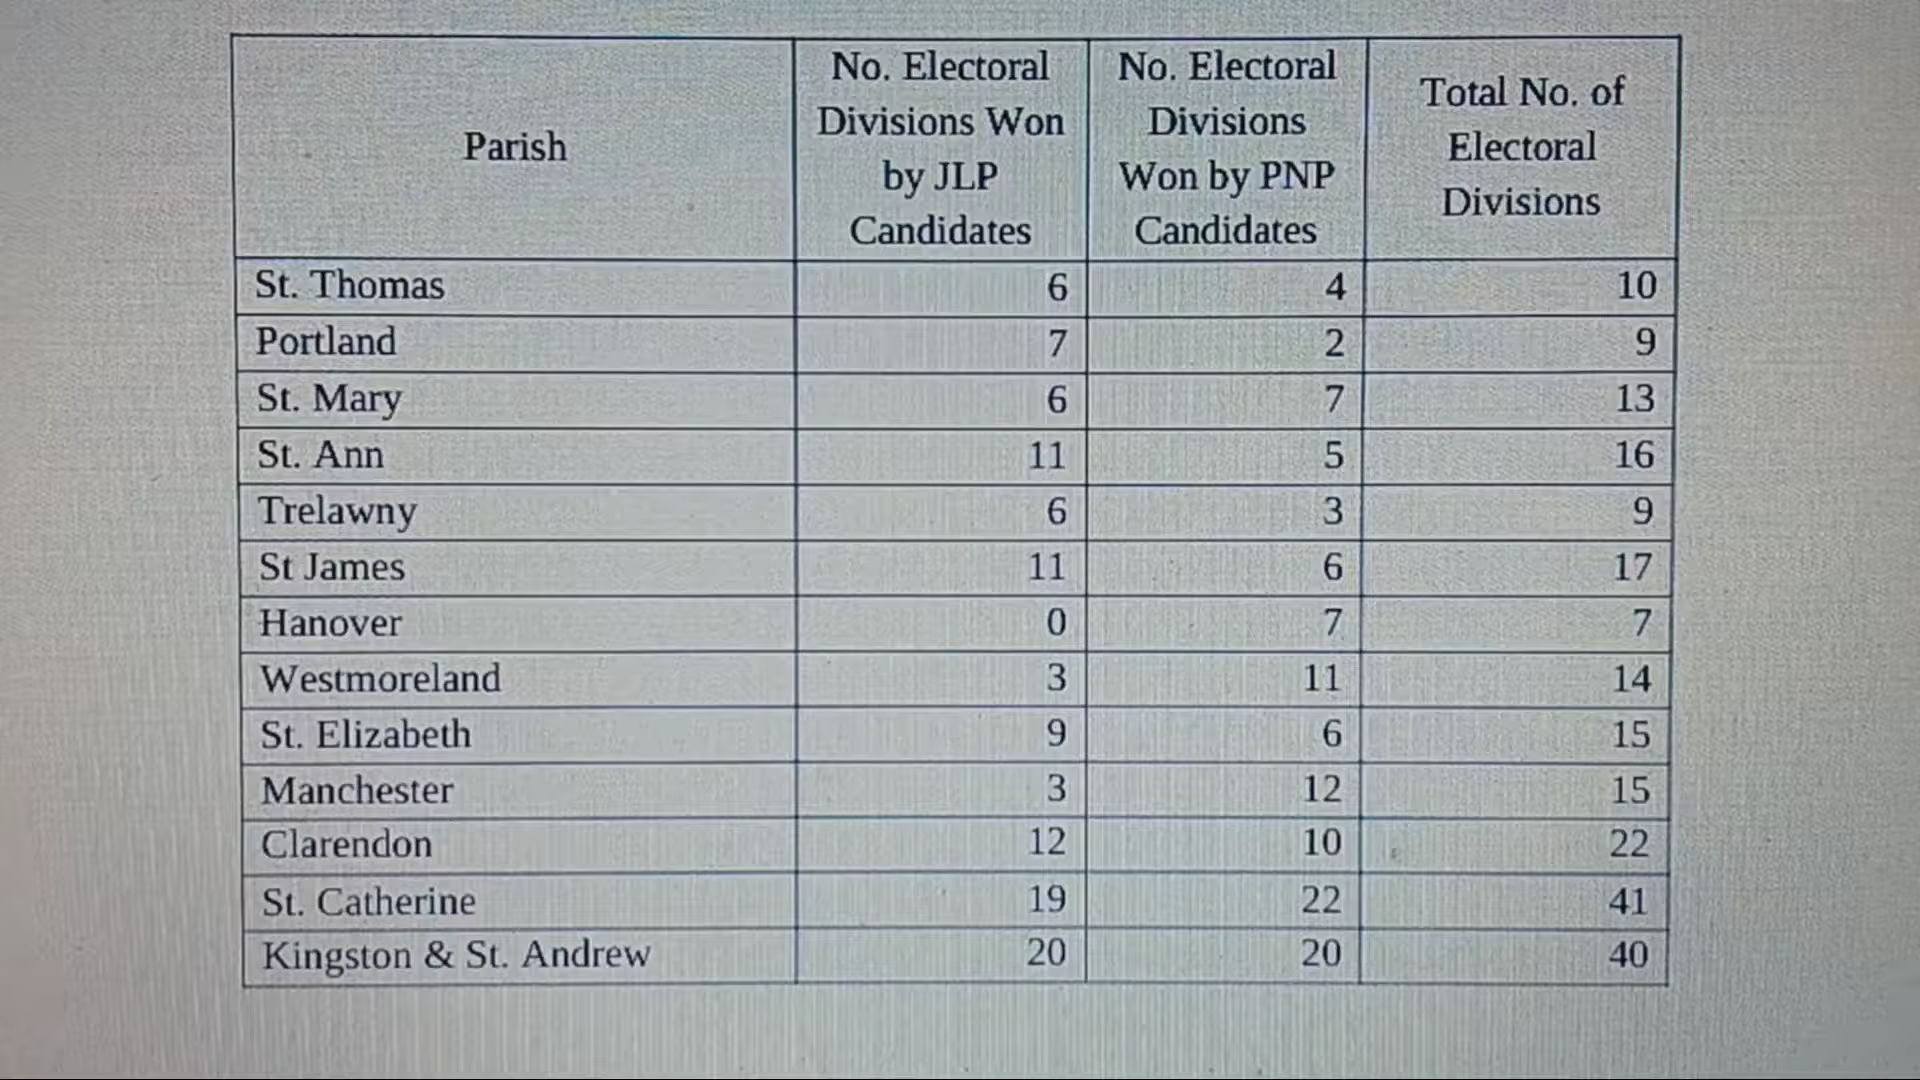 Parish
No. Electoral
Divisions Won
by JLP
Candidates
No. Electoral
Divisions
Won by PNP
Candidates
Total No. of
Electoral
Divisions
St. Thomas 6 4 10
Portland 7 2 9
St. Mary 6 7 13
St. Ann 11 5 16
Trelawny 6 3 9
St James 11 6 17
Hanover 0 7 7
Westmoreland 3 11 14
St. Elizabeth 9 6 15
Manchester 3 12 15
Clarendon 12 10 22
St. Catherine 19 22 41
Kingston & St. Andrew 20 20 40